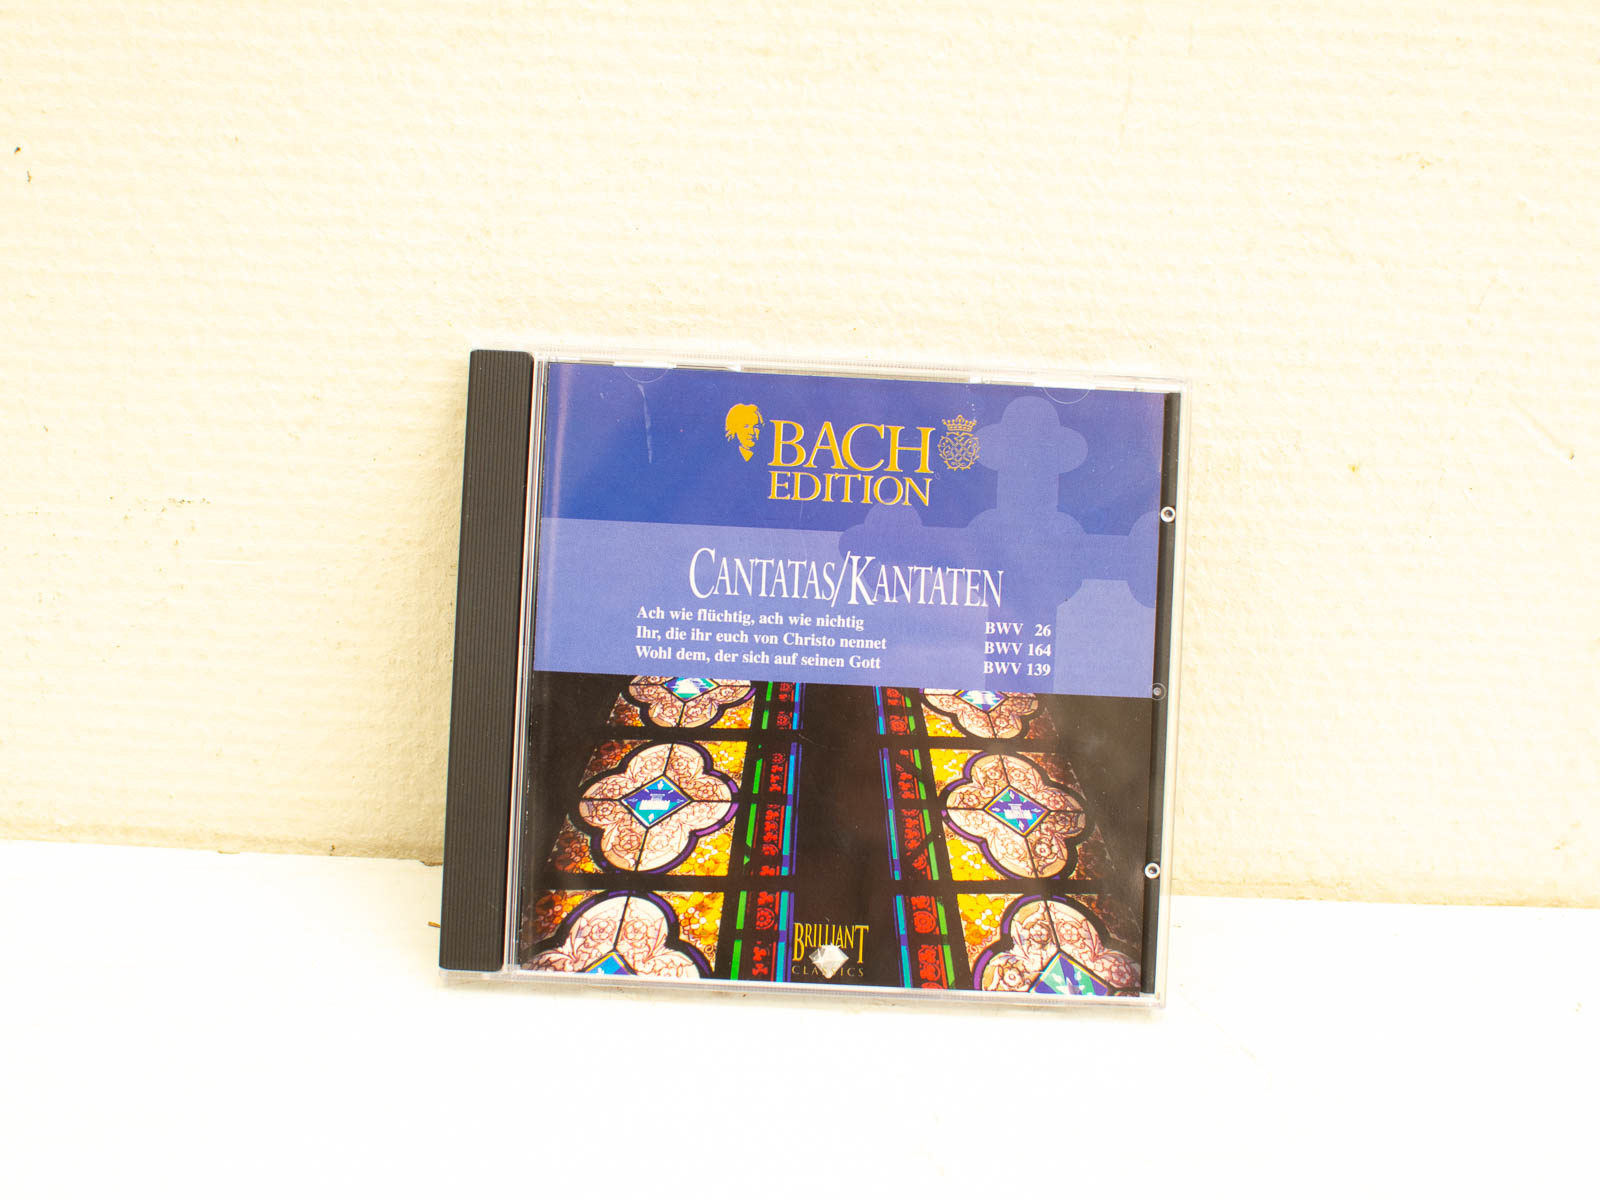 BACH
EDITION
CANTATAS/KANTATEN
Ach wie flüchtig, ach wie nichtig BWV 26
Ihr, die ihr euch von Christo nennet BWV 164
Wohl dem, der sich auf seinen Gott BWV 139
BRILLIANT
CLASSICS